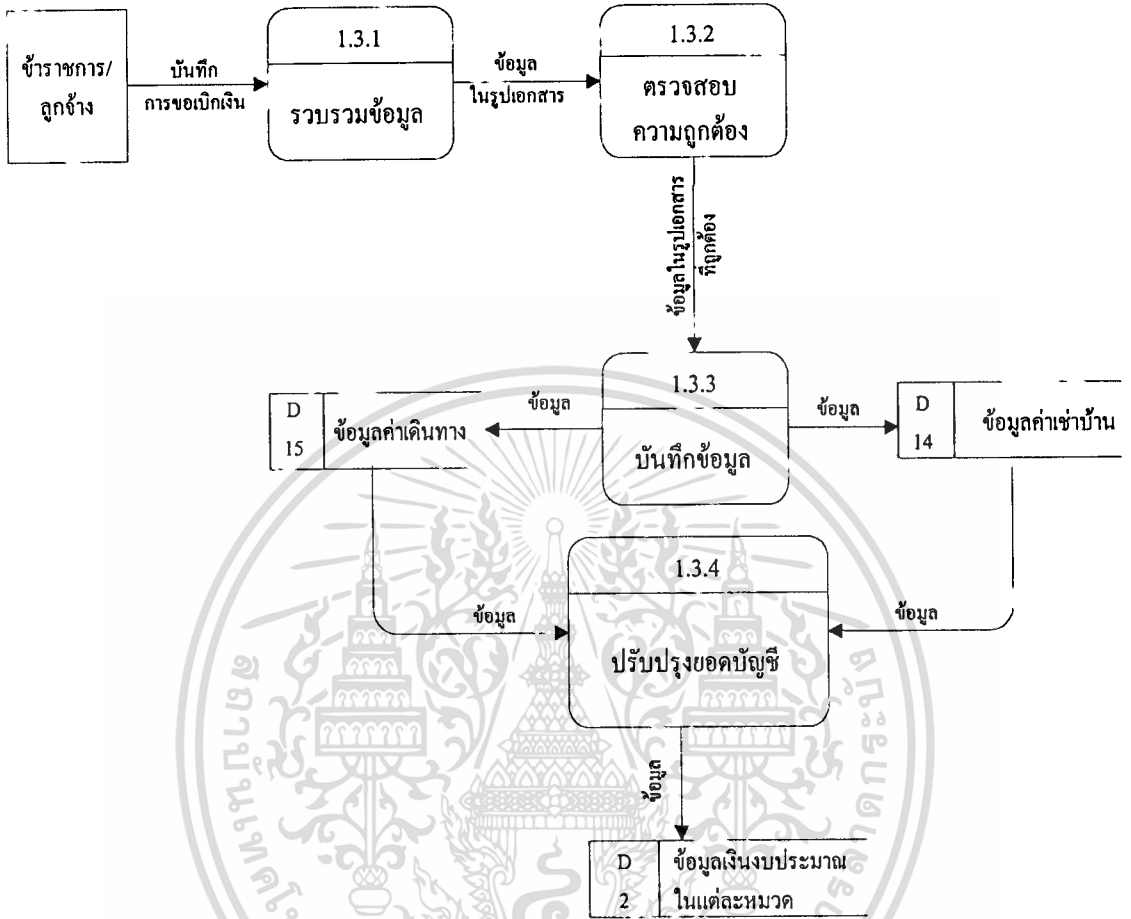 ข้าราชการ/
ลูกจ้าง
บันทึก
การขอเบิกเงิน
1.3.1
รวบรวมข้อมูล
ข้อมูล
ในรูปเอกสาร
1.3.2
ตรวจสอบ
ความถูกต้อง
ข้อมูลในรูปเอกสาร
ที่ถูกต้อง
1.3.3
บันทึกข้อมูล
ข้อมูล
D
15
ข้อมูลค่าเดินทาง
ข้อมูล
D
14
ข้อมูลค่าเช่าบ้าน
ข้อมูล
ข้อมูล
1.3.4
ปรับปรุงยอดบัญชี
ข้อมูล
D
2
ข้อมูลเงินงบประมาณ
ในแต่ละหมวด